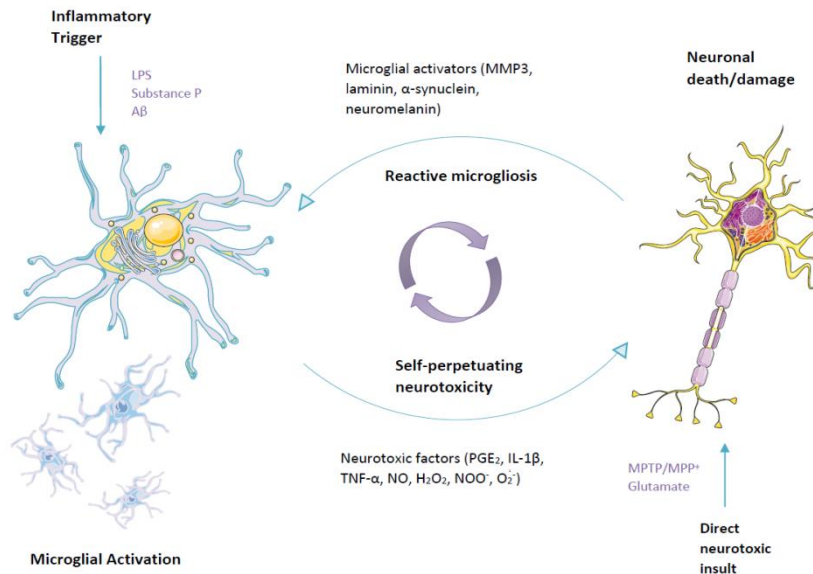 Inflammatory
Trigger
LPS
Substance P
Aβ
Microglial activators (MMP3,
laminin, α-synuclein,
neuromelanin)
Neuronal
death/damage
Reactive microgliosis
Self-perpetuating
neurotoxicity
Neurotoxic factors (PGE₂, IL-1β,
TNF-α, NO, H₂O₂, NOO⁻, O₂˙⁻)
MPTP/MPP⁺
Glutamate
Direct
neurotoxic
insult
Microglial Activation